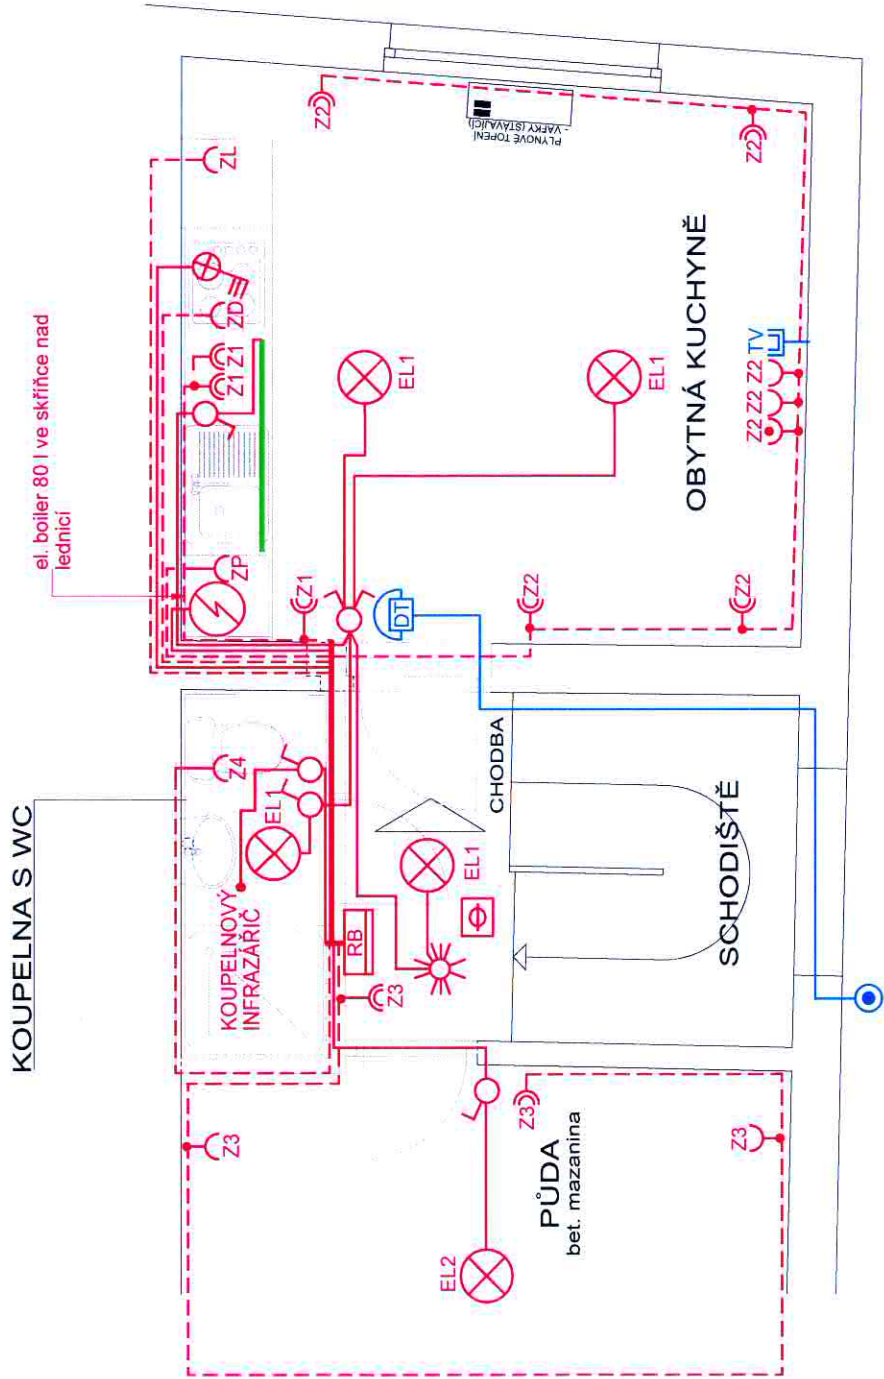 KOUPELNA S WC
el. boiler 80 l ve skříňce nad
lednicí
Z3
KOUPELNOVÝ
INFRAZÁŘIČ
Z4
ZP
Z1 Z1
ZD
ZL
EL1
Z1
Z2
RB
Z3
DT
EL1
EL2
EL1
PLYNOVÉ TOPENÍ
- VAFKY (STÁVAJÍCÍ)
CHODBA
Z3
Z2
PŮDA
bet. mazanina
EL1
OBYTNÁ KUCHYNĚ
SCHODIŠTĚ
Z3
Z2
Z2 Z2 Z2 TV
Z2